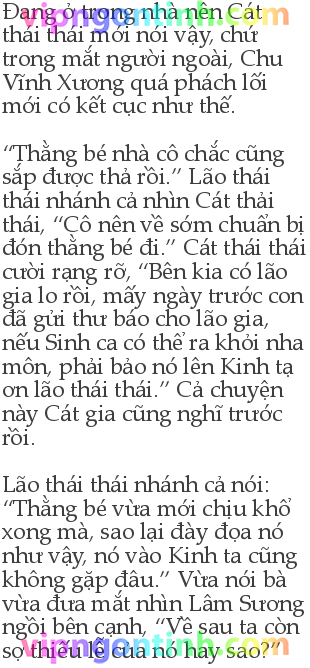 Đang ở trong nhà nên Cát
thái thái mới nói vậy, chứ
trong mắt người ngoài, Chu
Vĩnh Xương quá phách lối
mới có kết cục như thế.
“Thằng bé nhà cô chắc cũng
sắp được thả rồi.” Lão thái
thái nhánh cả nhìn Cát thải
thái, “Cô nên về sớm chuẩn bị
đón thằng bé đi.” Cát thái thái
cười rạng rỡ, “Bên kia có lão
gia lo rồi, mấy ngày trước con
đã gửi thư báo cho lão gia,
nếu Sinh ca có thể ra khỏi nha
môn, phải bảo nó lên Kinh tạ
ơn lão thái thái.” Cả chuyện
này Cát gia cũng nghĩ trước
rồi.
Lão thái thái nhánh cả nói:
“Thằng bé vừa mới chịu khổ
xong mà, sao lại đày đọa nó
như vậy, nó vào Kinh ta cũng
không gặp đâu.” Vừa nói bà
vừa đưa mắt nhìn Lâm Sương
ngồi bên cạnh, “Về sau ta còn
sợ thiếu lễ của nó hay sao?”
vipngontinh.com
vipngontinh.com